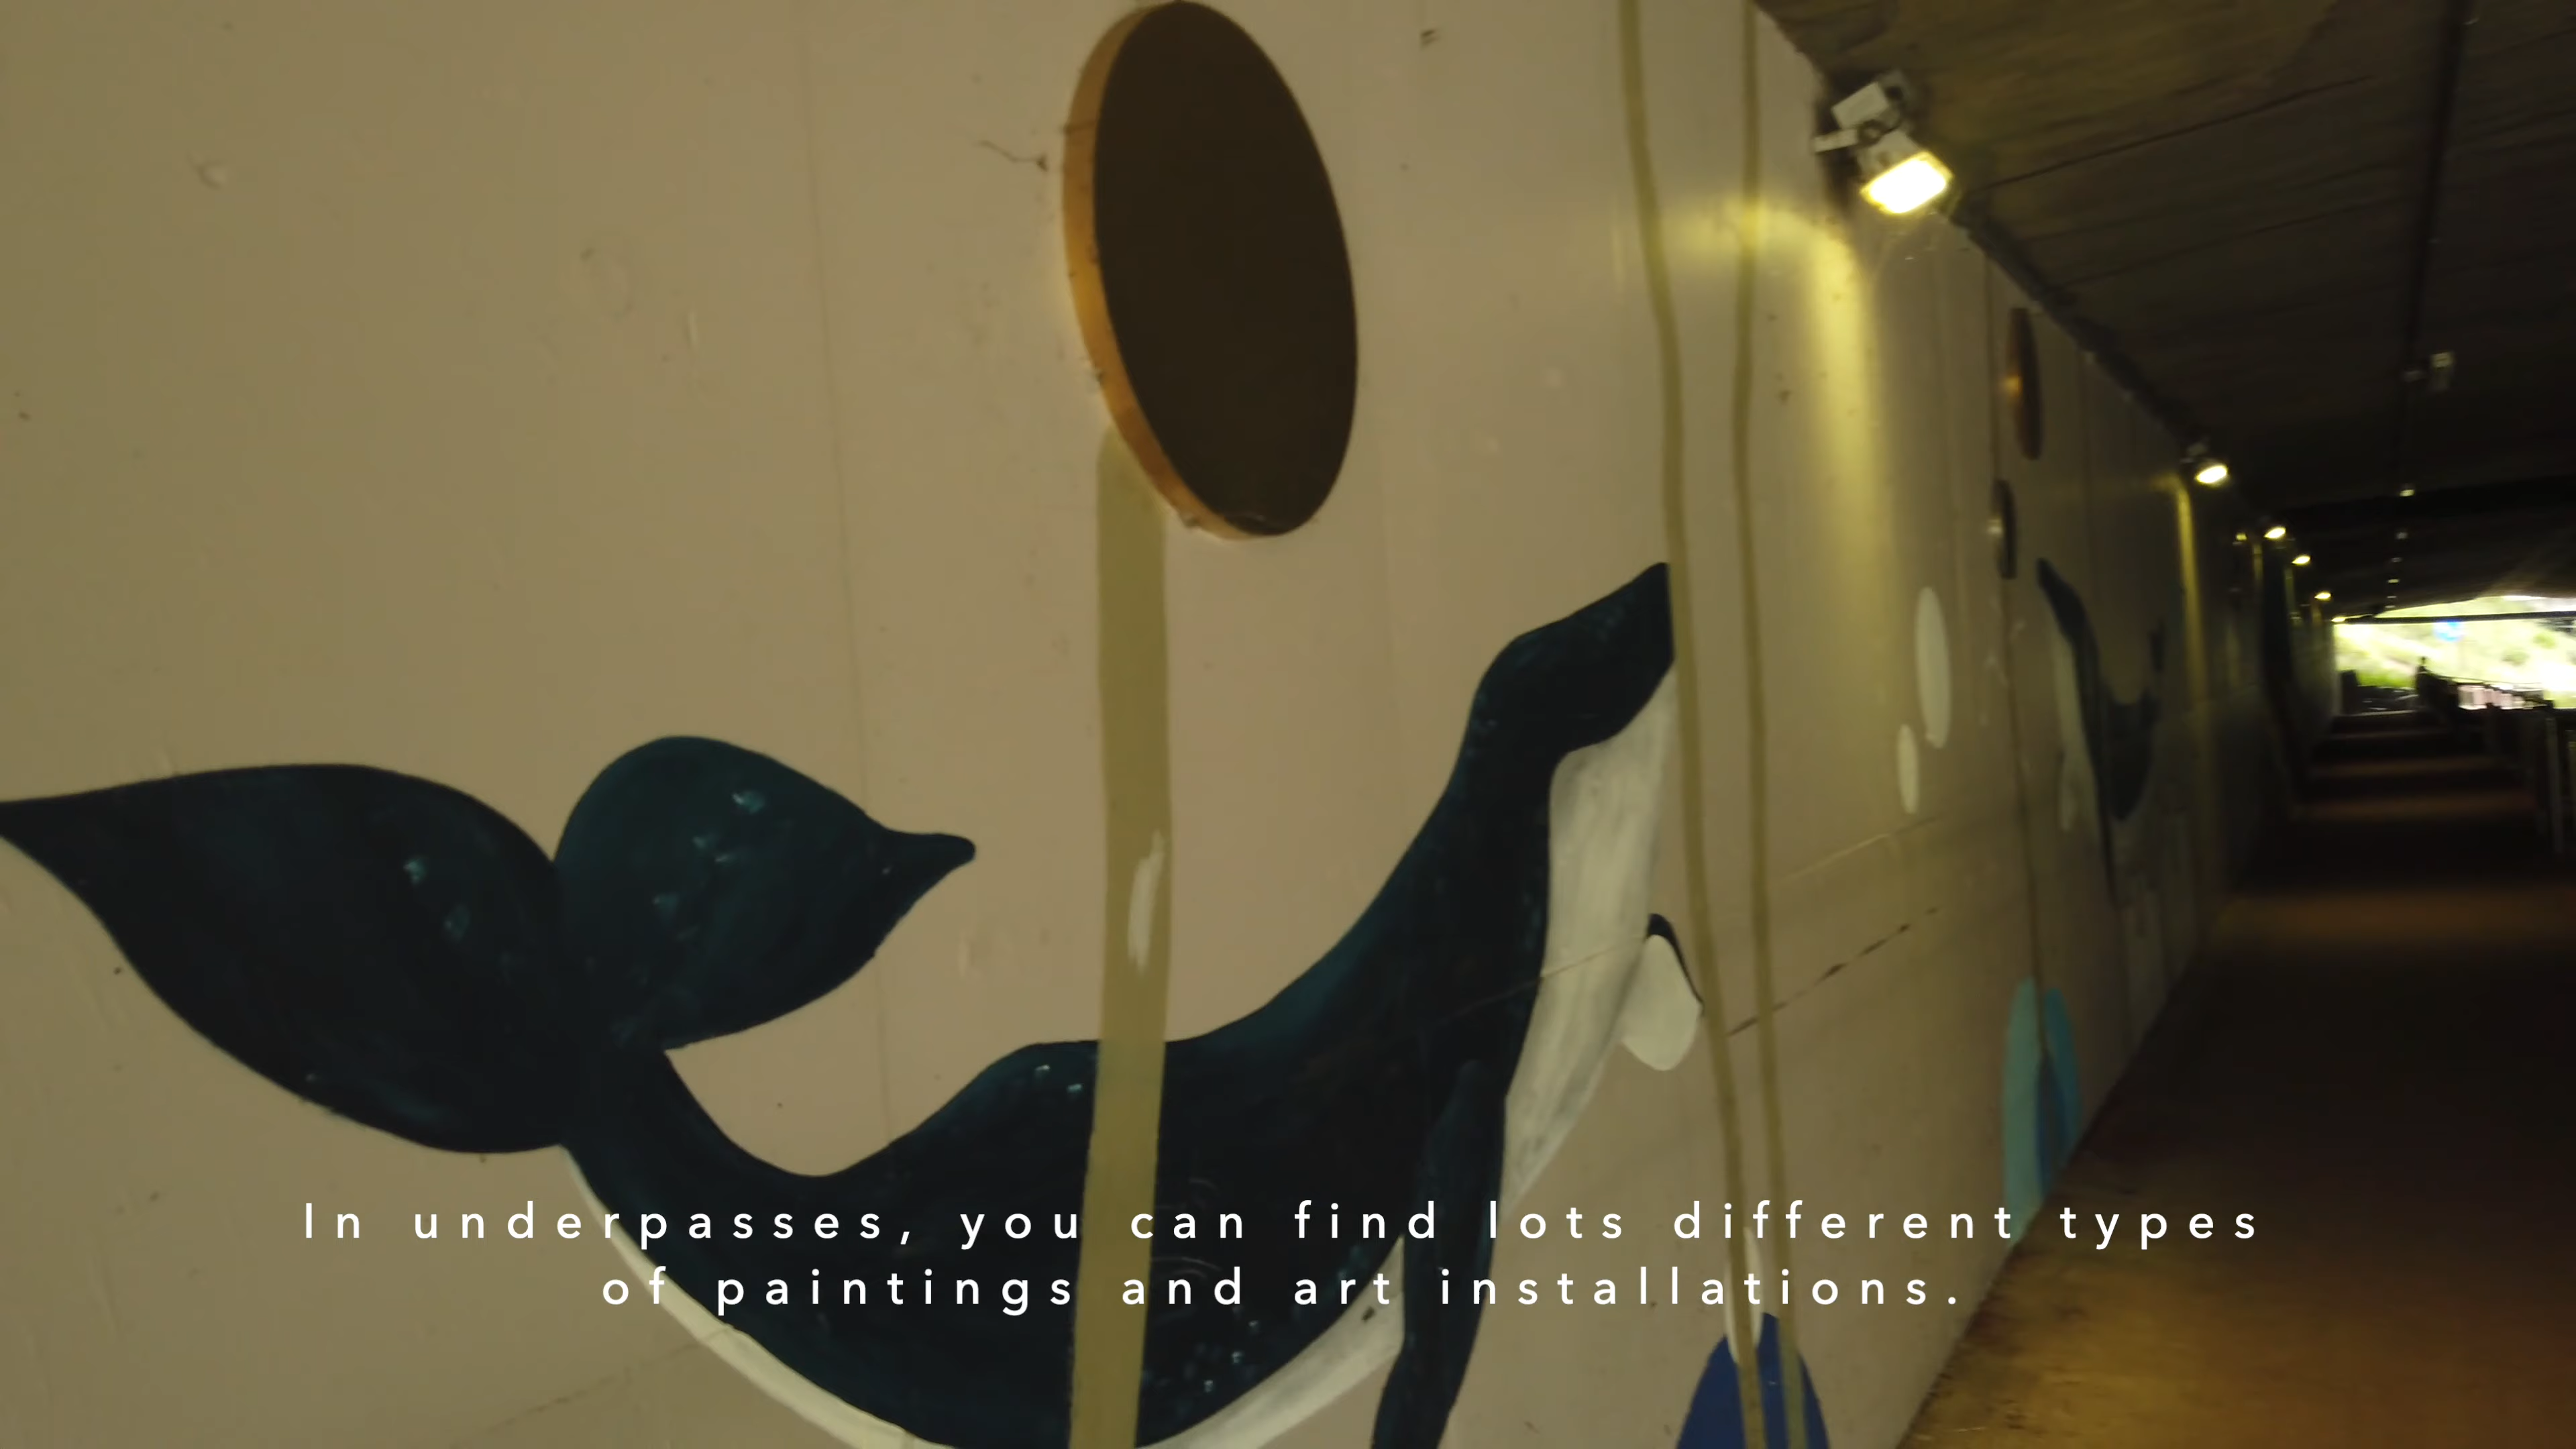 In underpasses, you can find lots different types
of paintings and art installations.